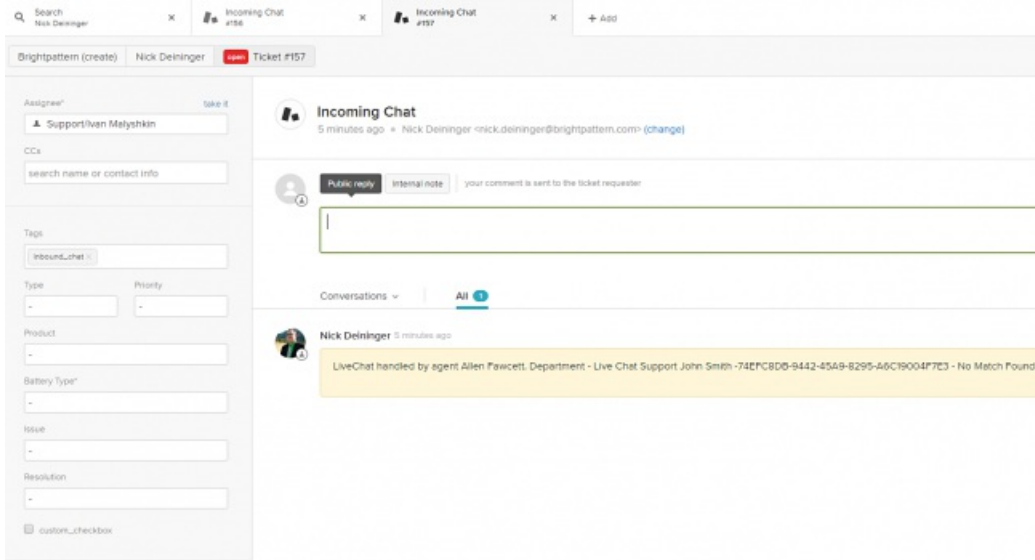 Search
Nick Deininger
×
Incoming Chat
#156
×
Incoming Chat
#157
×
+ Add
Brightpattern (create)
Nick Deininger
open Ticket #157
Assignee*
take it
Support/Ivan Malyshkin
CCs
search name or contact info
Tags
inbound_chat ×
Type
Priority
-
-
Product
-
Battery Type*
-
Issue
-
Resolution
-
custom_checkbox
Incoming Chat
5 minutes ago • Nick Deininger <nick.deininger@brightpattern.com> (change)
Public reply
Internal note
your comment is sent to the ticket requester
Conversations
All 1
Nick Deininger 5 minutes ago
LiveChat handled by agent Allen Fawcett. Department - Live Chat Support John Smith -74EFC8DB-9442-45A9-8295-A6C19004F7E3 - No Match Found